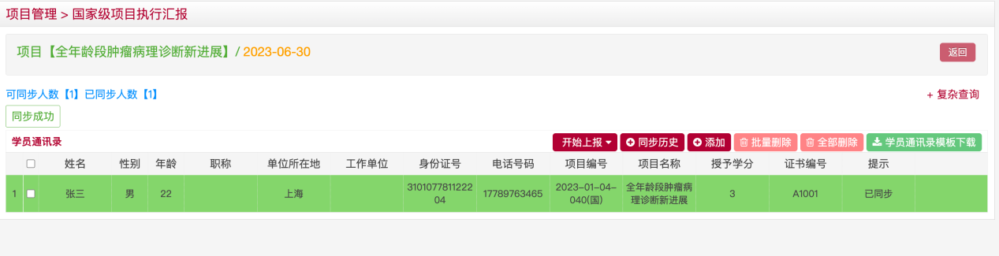 项目管理 > 国家级项目执行汇报
项目【全年龄段肿瘤病理诊断新进展】/ 2023-06-30
返回
可同步人数【1】已同步人数【1】
+ 复杂查询
同步成功
学员通讯录
开始上报
同步历史
添加
批量删除
全部删除
学员通讯录模板下载
姓名 性别 年龄 职称 单位所在地 工作单位 身份证号 电话号码 项目编号 项目名称 授予学分 证书编号 提示
1 张三 男 22 上海 3101077811222 17789763465 2023-01-04- 全年龄段肿瘤病 3 A1001 已同步
04 040(国) 理诊断新进展